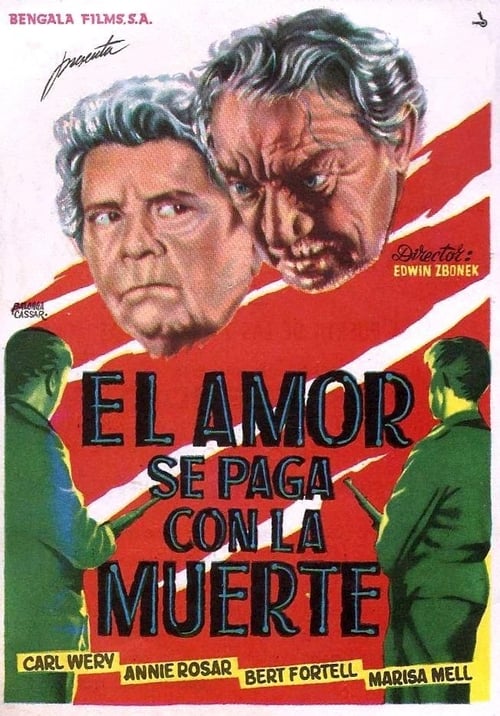 BENGALA FILMS, S.A.
presenta
Director:
EDWIN ZBONEK
CASSAR.
EL AMOR
SE PAGA
CON LA
MUERTE
CARL WERY
ANNIE ROSAR
BERT FORTELL
MARISA MELL